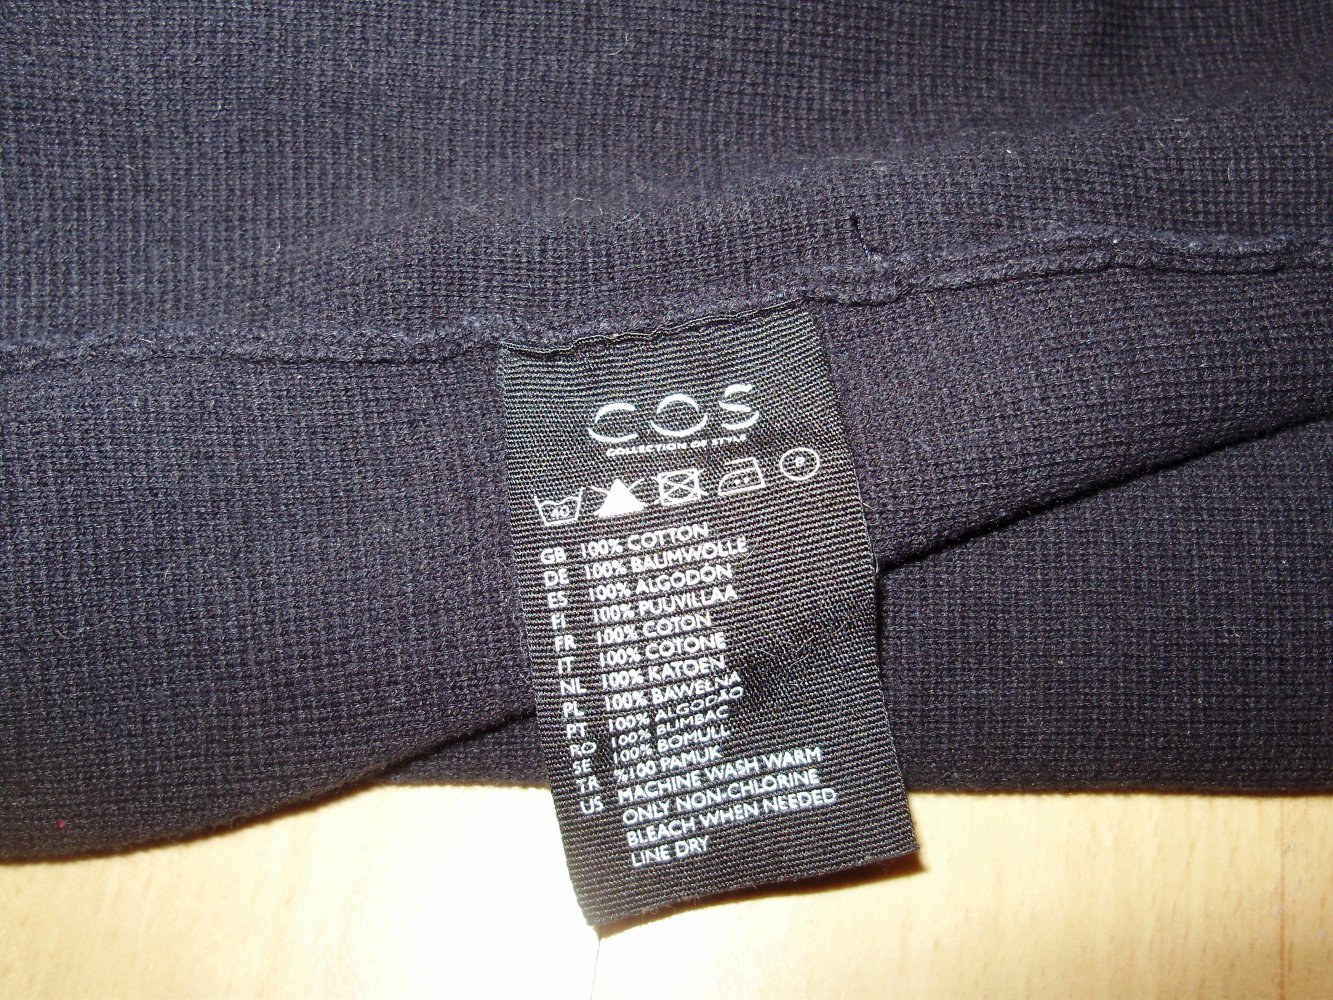 COS
COLLECTION OF STYLE
40 P
GB 100% COTTON
DE 100% BAUMWOLLE
ES 100% ALGODÓN
FI 100% PUUVILLAA
FR 100% COTON
IT 100% COTONE
NL 100% KATOEN
PL 100% BAWEŁNA
PT 100% ALGODÃO
RO 100% BUMBAC
SE 100% BOMULL
TR %100 PAMUK
US MACHINE WASH WARM
ONLY NON-CHLORINE
BLEACH WHEN NEEDED
LINE DRY